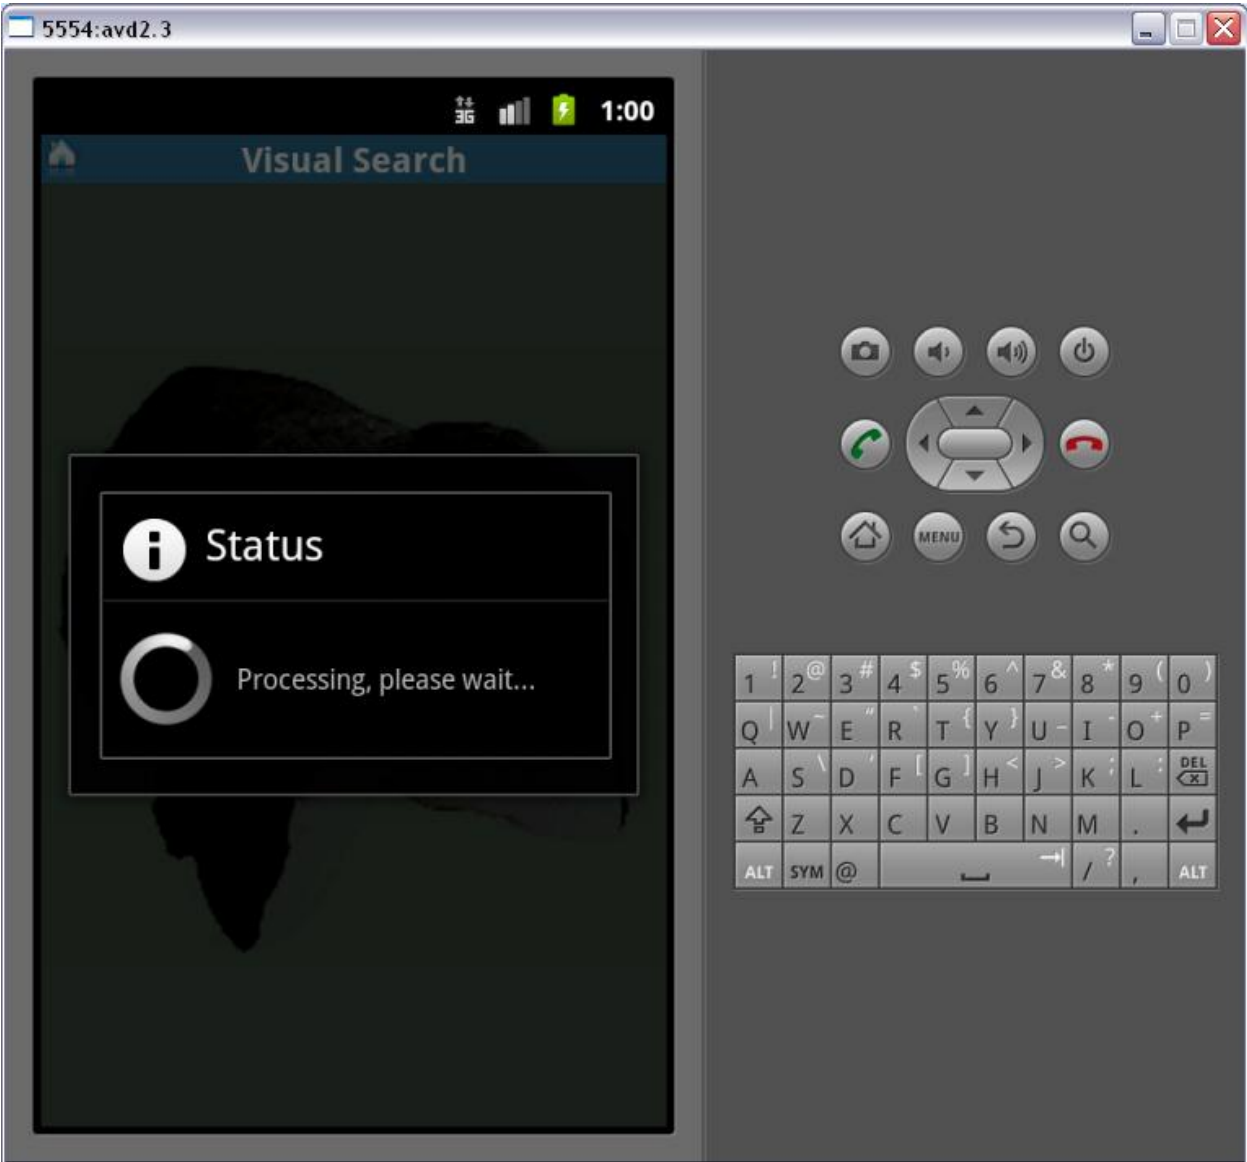 5554:avd2.3
3G 1:00
Visual Search
Status
Processing, please wait...
MENU
1 ! 2 @ 3 # 4 $ 5 % 6 ^ 7 & 8 * 9 ( 0 )
Q | W ~ E " R ` T { Y } U _ I - O + P =
A S \ D ' F [ G ] H < J > K ; L : DEL
Z X C V B N M .
ALT SYM @ / ? , ALT